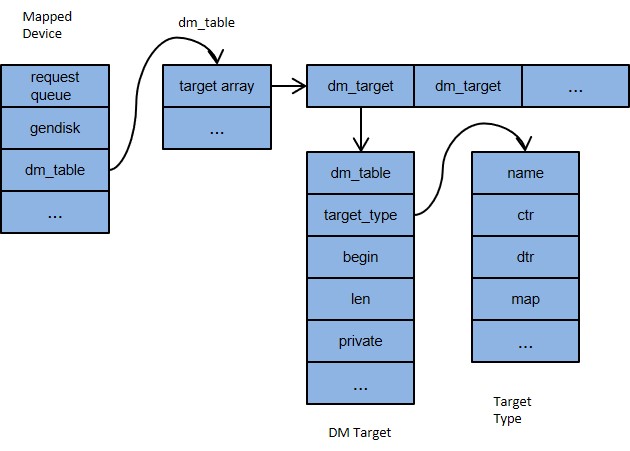 Mapped
Device
dm_table
request
queue
gendisk
dm_table
...
target array
...
dm_target
dm_target
...
dm_table
target_type
begin
len
private
...
DM Target
name
ctr
dtr
map
...
Target
Type